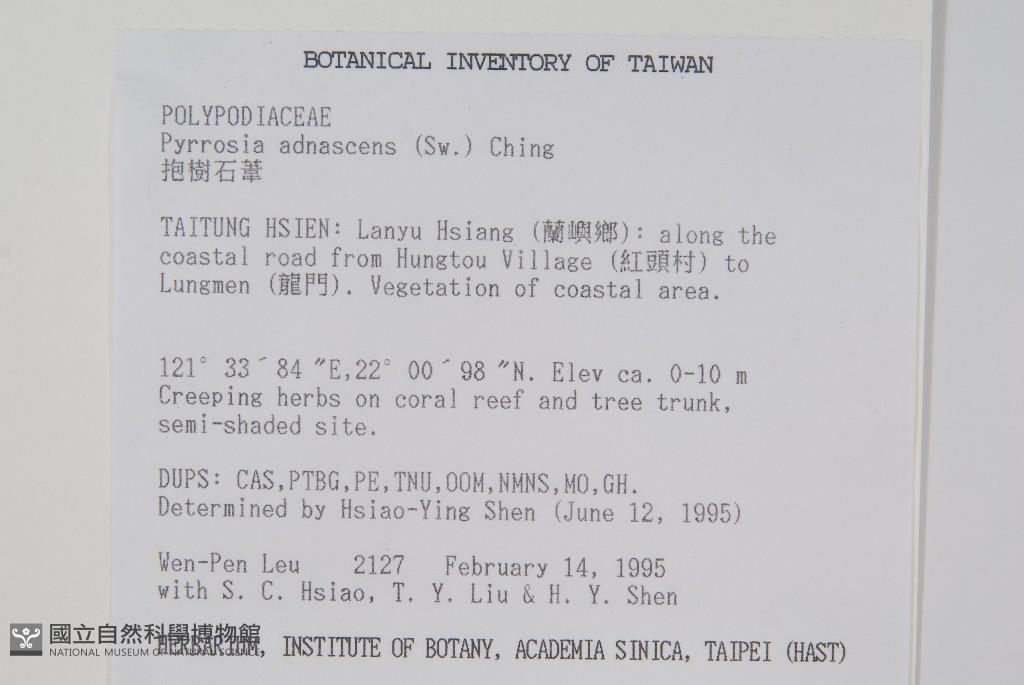 BOTANICAL INVENTORY OF TAIWAN
POLYPODIACEAE
Pyrrosia adnascens (Sw.) Ching
抱樹石葦
TAITUNG HSIEN: Lanyu Hsiang (蘭嶼鄉): along the
coastal road from Hungtou Village (紅頭村) to
Lungmen (龍門). Vegetation of coastal area.
121° 33´84″E,22° 00´98″N. Elev ca. 0-10 m
Creeping herbs on coral reef and tree trunk,
semi-shaded site.
DUPS: CAS,PTBG,PE,TNU,OOM,NMNS,MO,GH.
Determined by Hsiao-Ying Shen (June 12, 1995)
Wen-Pen Leu 2127 February 14, 1995
with S. C. Hsiao, T. Y. Liu & H. Y. Shen
HERBARIUM, INSTITUTE OF BOTANY, ACADEMIA SINICA, TAIPEI (HAST)
國立自然科學博物館
NATIONAL MUSEUM OF NATURAL SCIENCE